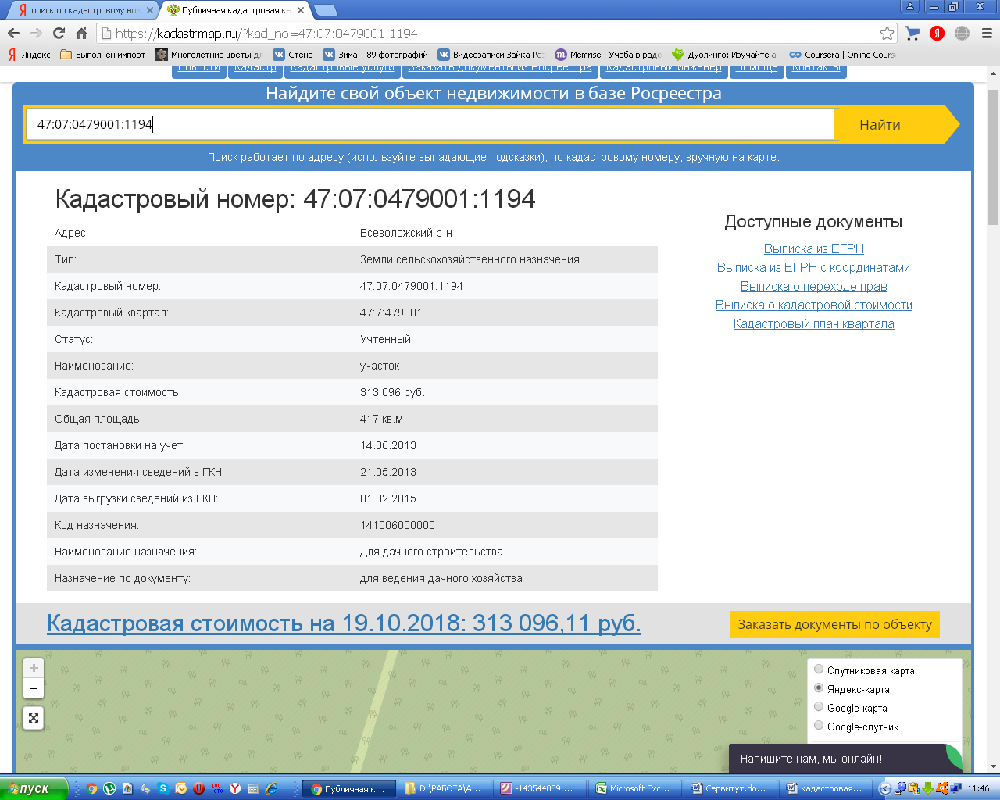 поиск по кадастровому но
Публичная кадастровая ка
https://kadastrmap.ru/?kad_no=47:07:0479001:1194
Яндекс
Выполнен импорт
Многолетние цветы дл
Стена
Зима – 89 фотографий
Видеозаписи Зайка Ра
Memrise - Учёба в радо
Дуолинго: Изучайте ан
Coursera | Online Cours
Новости
Кадастр
Кадастровые услуги
Заказать документы из Росреестра
Кадастровый инженер
Помощь
Контакты
Найдите свой объект недвижимости в базе Росреестра
47:07:0479001:1194
Найти
Поиск работает по адресу (используйте выпадающие подсказки), по кадастровому номеру, вручную на карте.
Кадастровый номер: 47:07:0479001:1194
Адрес: Всеволожский р-н
Тип: Земли сельскохозяйственного назначения
Кадастровый номер: 47:07:0479001:1194
Кадастровый квартал: 47:7:479001
Статус: Учтенный
Наименование: участок
Кадастровая стоимость: 313 096 руб.
Общая площадь: 417 кв.м.
Дата постановки на учет: 14.06.2013
Дата изменения сведений в ГКН: 21.05.2013
Дата выгрузки сведений из ГКН: 01.02.2015
Код назначения: 141006000000
Наименование назначения: Для дачного строительства
Назначение по документу: для ведения дачного хозяйства
Доступные документы
Выписка из ЕГРН
Выписка из ЕГРН с координатами
Выписка о переходе прав
Выписка о кадастровой стоимости
Кадастровый план квартала
Кадастровая стоимость на 19.10.2018: 313 096,11 руб.
Заказать документы по объекту
+
−
Спутниковая карта
Яндекс-карта
Google-карта
Google-спутник
Напишите нам, мы онлайн!
пуск
100
сто
Публичная к...
D:\РАБОТА\А...
-143544009....
Microsoft Exc...
Сервитут.do...
кадастровая...
11:46